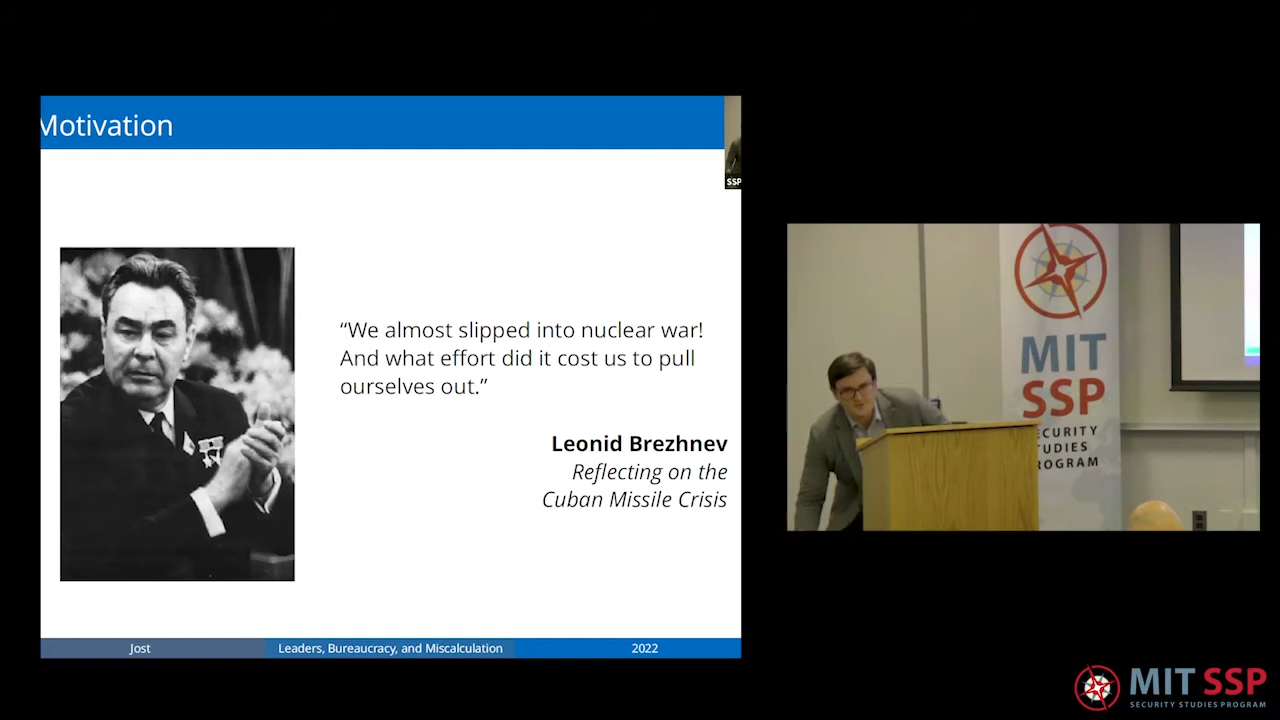 Motivation
SSP
“We almost slipped into nuclear war!
And what effort did it cost us to pull
ourselves out.”
Leonid Brezhnev
Reflecting on the
Cuban Missile Crisis
Jost
Leaders, Bureaucracy, and Miscalculation
2022
MIT
SSP
ECURITY
TUDIES
ROGRAM
MIT SSP
SECURITY STUDIES PROGRAM